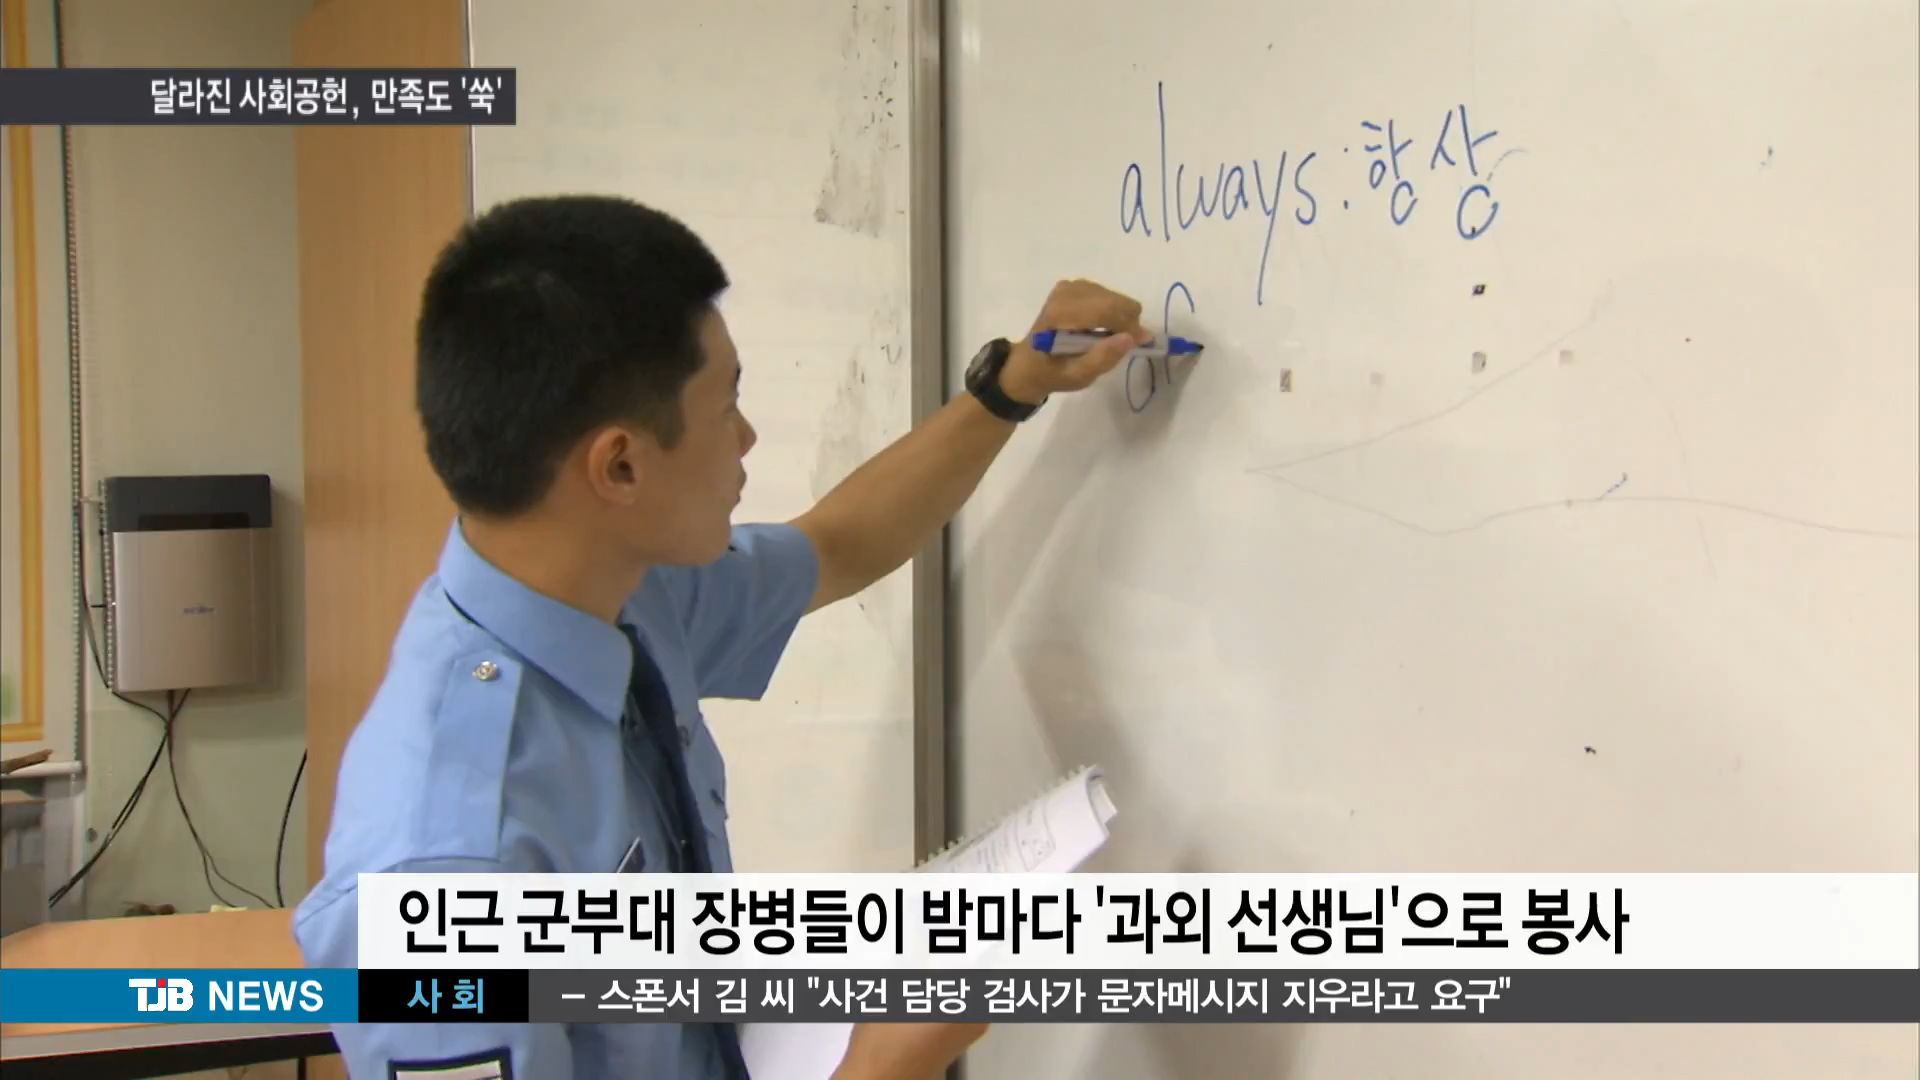 달라진 사회공헌, 만족도 '쑥'
always : 항상
of
인근 군부대 장병들이 밤마다 '과외 선생님'으로 봉사
TJB NEWS
사회
- 스폰서 김 씨 "사건 담당 검사가 문자메시지 지우라고 요구"